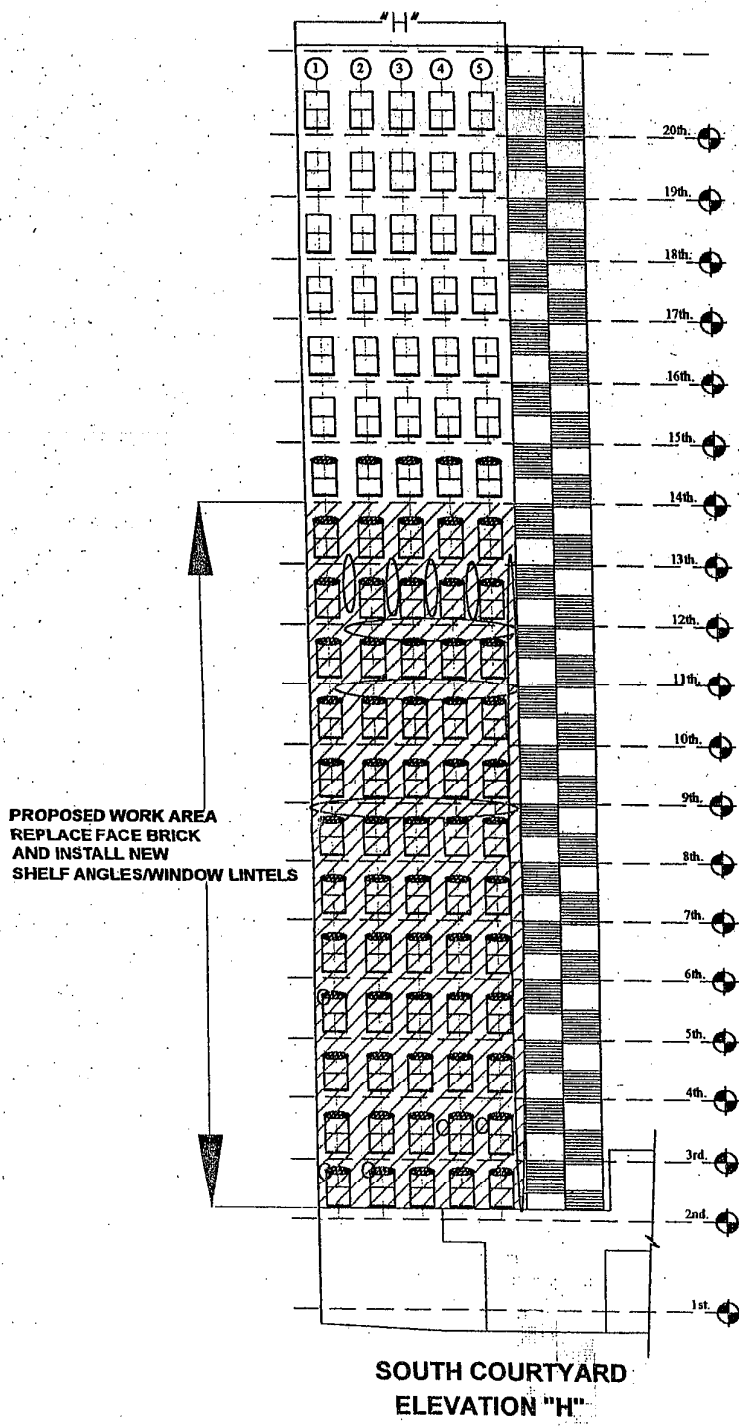 "H"
1 2 3 4 5
20th.
19th.
18th.
17th.
16th.
15th.
14th.
13th.
12th.
11th.
10th.
9th.
PROPOSED WORK AREA
REPLACE FACE BRICK
AND INSTALL NEW
SHELF ANGLES/WINDOW LINTELS
8th.
7th.
6th.
5th.
4th.
3rd.
2nd.
1st.
SOUTH COURTYARD
ELEVATION "H"